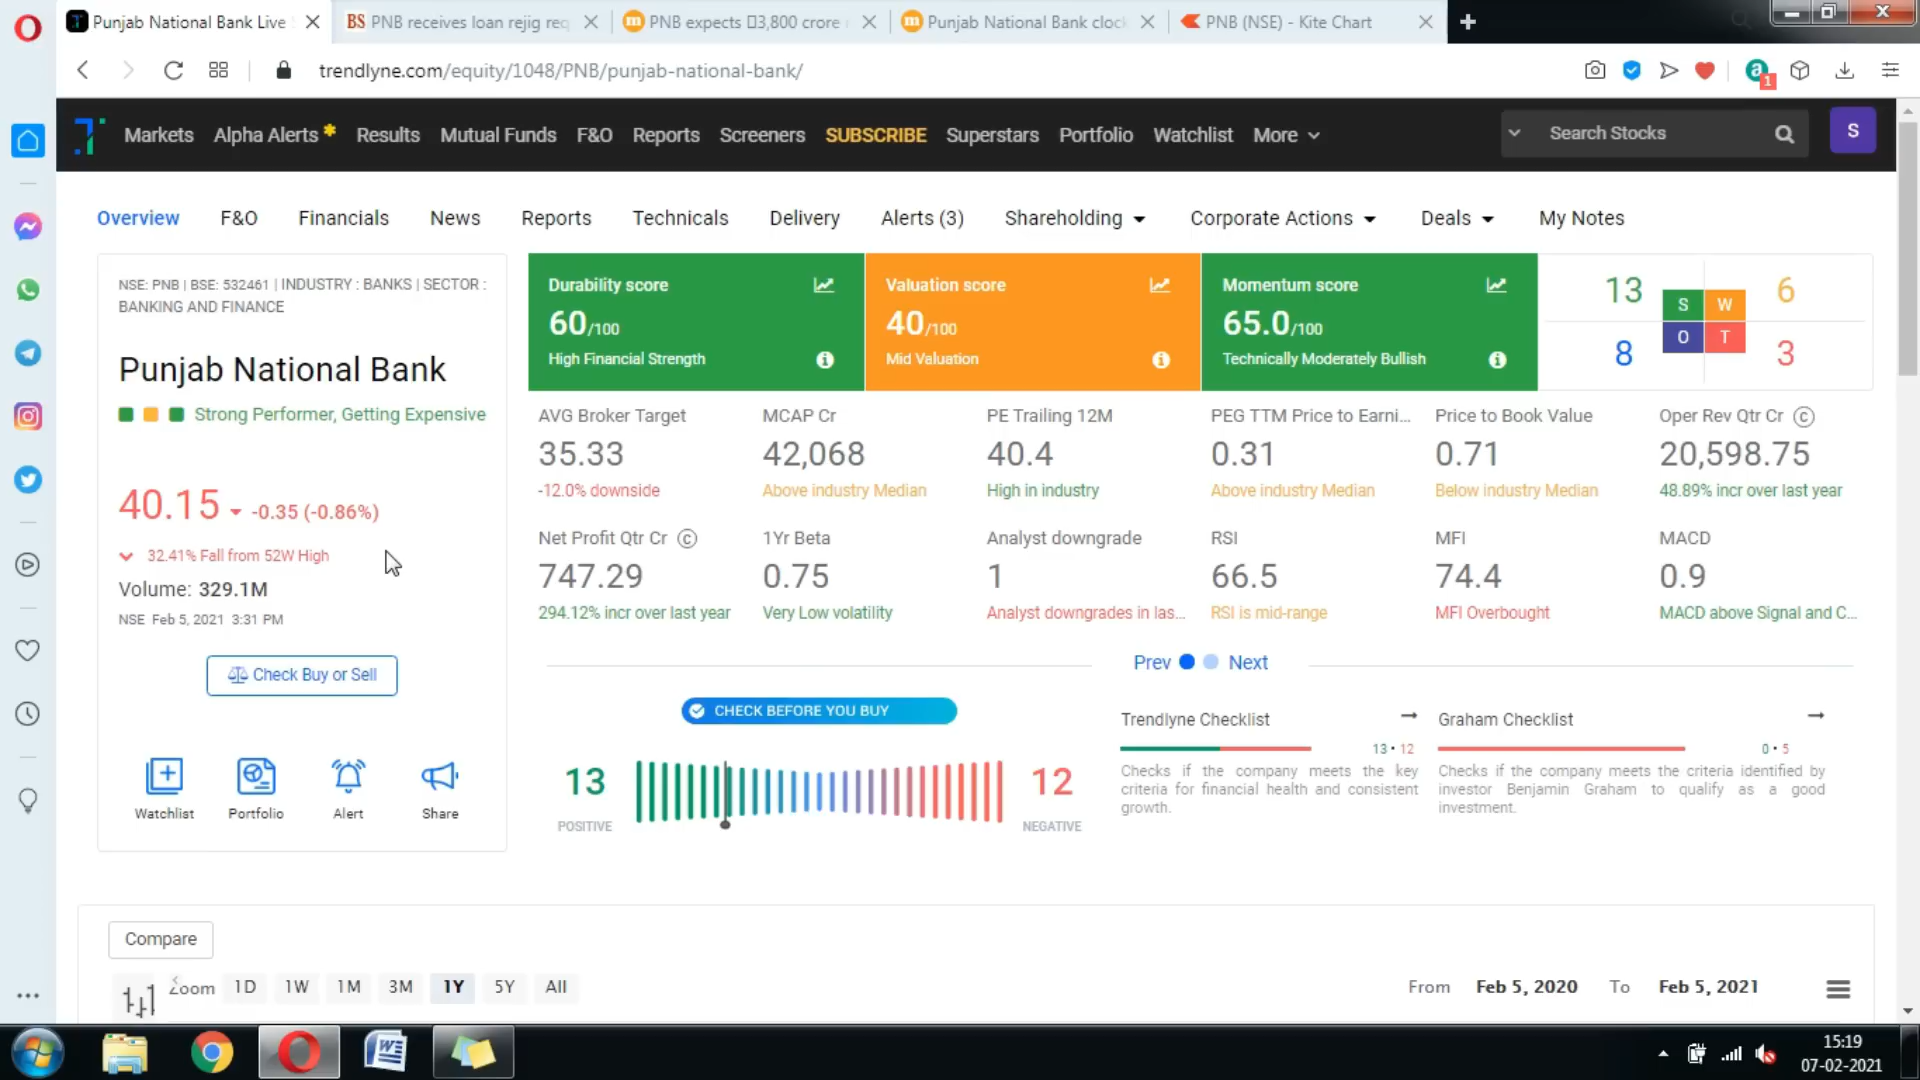 Punjab National Bank Live
BS PNB receives loan rejig req
m PNB expects 3,800 crore
m Punjab National Bank clock
PNB (NSE) - Kite Chart
trendlyne.com/equity/1048/PNB/punjab-national-bank/
a 1
Markets Alpha Alerts Results Mutual Funds F&O Reports Screeners SUBSCRIBE Superstars Portfolio Watchlist More
Search Stocks
S
Overview F&O Financials News Reports Technicals Delivery Alerts (3) Shareholding Corporate Actions Deals My Notes
NSE: PNB | BSE: 532461 | INDUSTRY : BANKS | SECTOR :
BANKING AND FINANCE
Punjab National Bank
Strong Performer, Getting Expensive
40.15 -0.35 (-0.86%)
32.41% Fall from 52W High
Volume: 329.1M
NSE Feb 5, 2021 3:31 PM
Check Buy or Sell
Watchlist Portfolio Alert Share
Durability score
60/100
High Financial Strength
Valuation score
40/100
Mid Valuation
Momentum score
65.0/100
Technically Moderately Bullish
13 S W 6
8 O T 3
AVG Broker Target
35.33
-12.0% downside
MCAP Cr
42,068
Above industry Median
PE Trailing 12M
40.4
High in industry
PEG TTM Price to Earni...
0.31
Above industry Median
Price to Book Value
0.71
Below industry Median
Oper Rev Qtr Cr C
20,598.75
48.89% incr over last year
Net Profit Qtr Cr C
747.29
294.12% incr over last year
1Yr Beta
0.75
Very Low volatility
Analyst downgrade
1
Analyst downgrades in las...
RSI
66.5
RSI is mid-range
MFI
74.4
MFI Overbought
MACD
0.9
MACD above Signal and C...
Prev Next
CHECK BEFORE YOU BUY
13
POSITIVE
12
NEGATIVE
Trendlyne Checklist
13 • 12
Checks if the company meets the key
criteria for financial health and consistent
growth.
Graham Checklist
0 • 5
Checks if the company meets the criteria identified by
investor Benjamin Graham to qualify as a good
investment.
Compare
Zoom 1D 1W 1M 3M 1Y 5Y All
From Feb 5, 2020 To Feb 5, 2021
15:19
07-02-2021